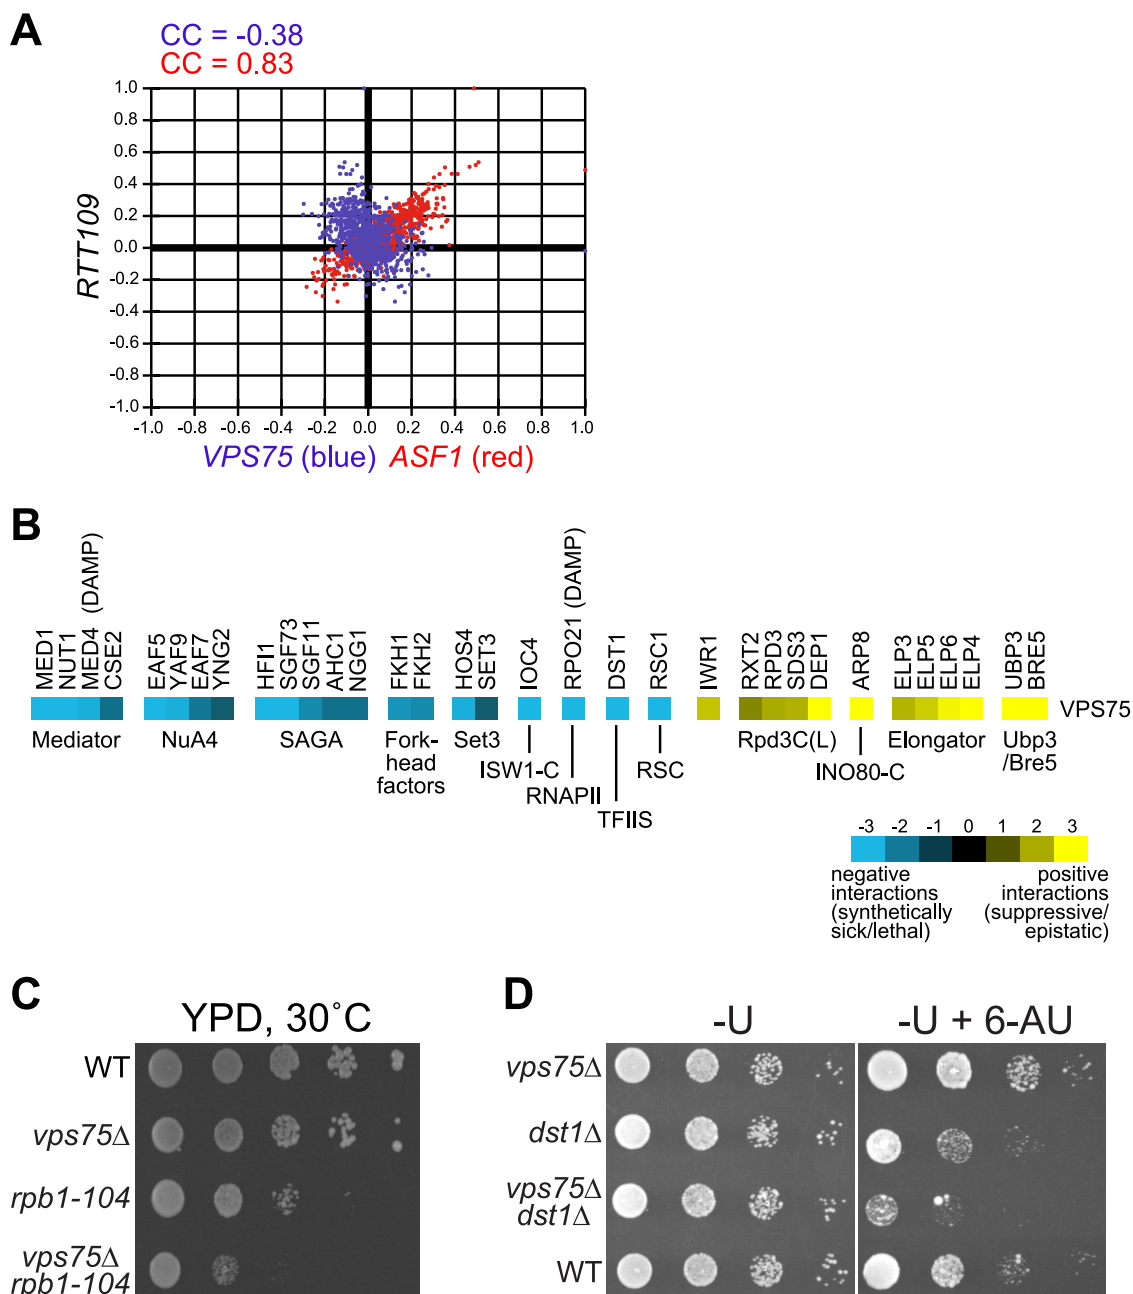 A
CC = -0.38
CC = 0.83
1.0
0.8
0.6
0.4
0.2
0.0
-0.2
-0.4
-0.6
-0.8
-1.0
RTT109
-1.0 -0.8 -0.6 -0.4 -0.2 0.0 0.2 0.4 0.6 0.8 1.0
VPS75 (blue) ASF1 (red)
B
MED1
NUT1
MED4 (DAMP)
CSE2
EAF5
YAF9
EAF7
YNG2
HFI1
SGF73
SGF11
AHC1
NGG1
FKH1
FKH2
HOS4
SET3
IOC4
RPO21 (DAMP)
DST1
RSC1
IWR1
RXT2
RPD3
SDS3
DEP1
ARP8
ELP3
ELP5
ELP6
ELP4
UBP3
BRE5
VPS75
Mediator
NuA4
SAGA
Fork-
head
factors
Set3
ISW1-C
RNAPII
TFIIS
RSC
Rpd3C(L)
INO80-C
Elongator
Ubp3
/Bre5
-3 -2 -1 0 1 2 3
negative
interactions
(synthetically
sick/lethal)
positive
interactions
(suppressive/
epistatic)
C
YPD, 30˚C
WT
vps75Δ
rpb1-104
vps75Δ
rpb1-104
D
-U
-U + 6-AU
vps75Δ
dst1Δ
vps75Δ
dst1Δ
WT